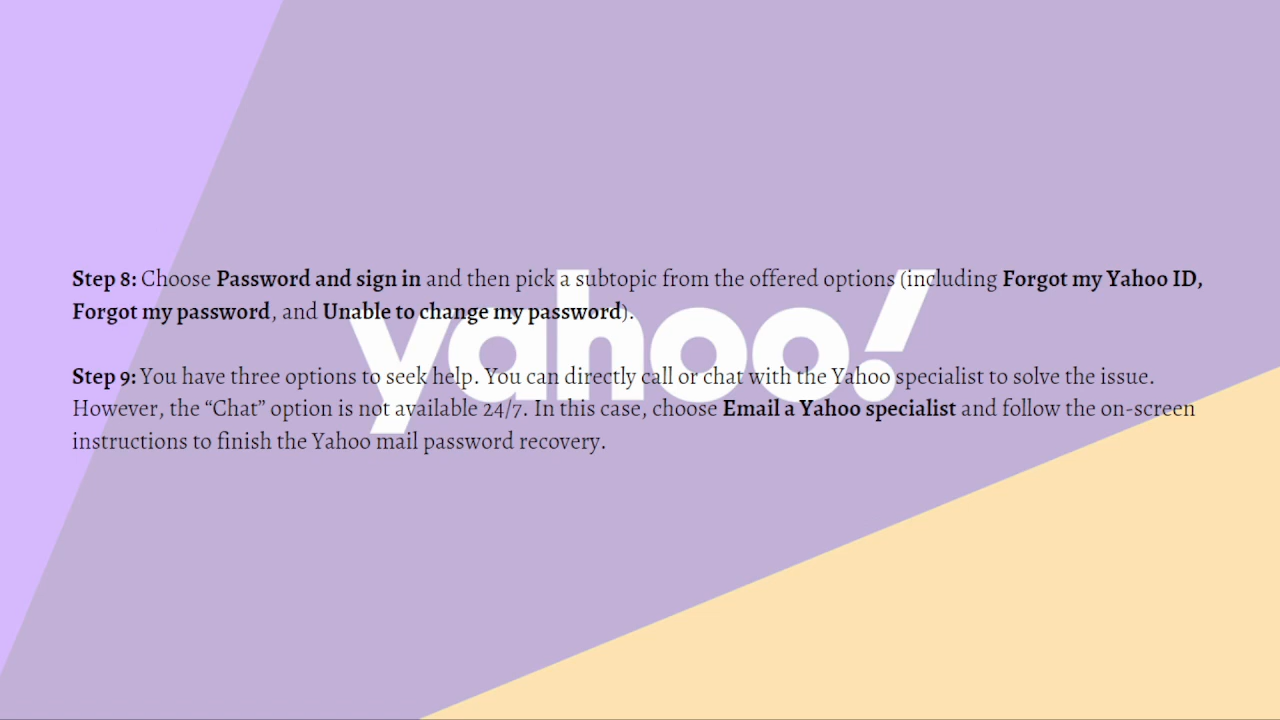 Step 8: Choose Password and sign in and then pick a subtopic from the offered options (including Forgot my Yahoo ID,
Forgot my password, and Unable to change my password).
yahoo!
Step 9: You have three options to seek help. You can directly call or chat with the Yahoo specialist to solve the issue.
However, the “Chat” option is not available 24/7. In this case, choose Email a Yahoo specialist and follow the on-screen
instructions to finish the Yahoo mail password recovery.